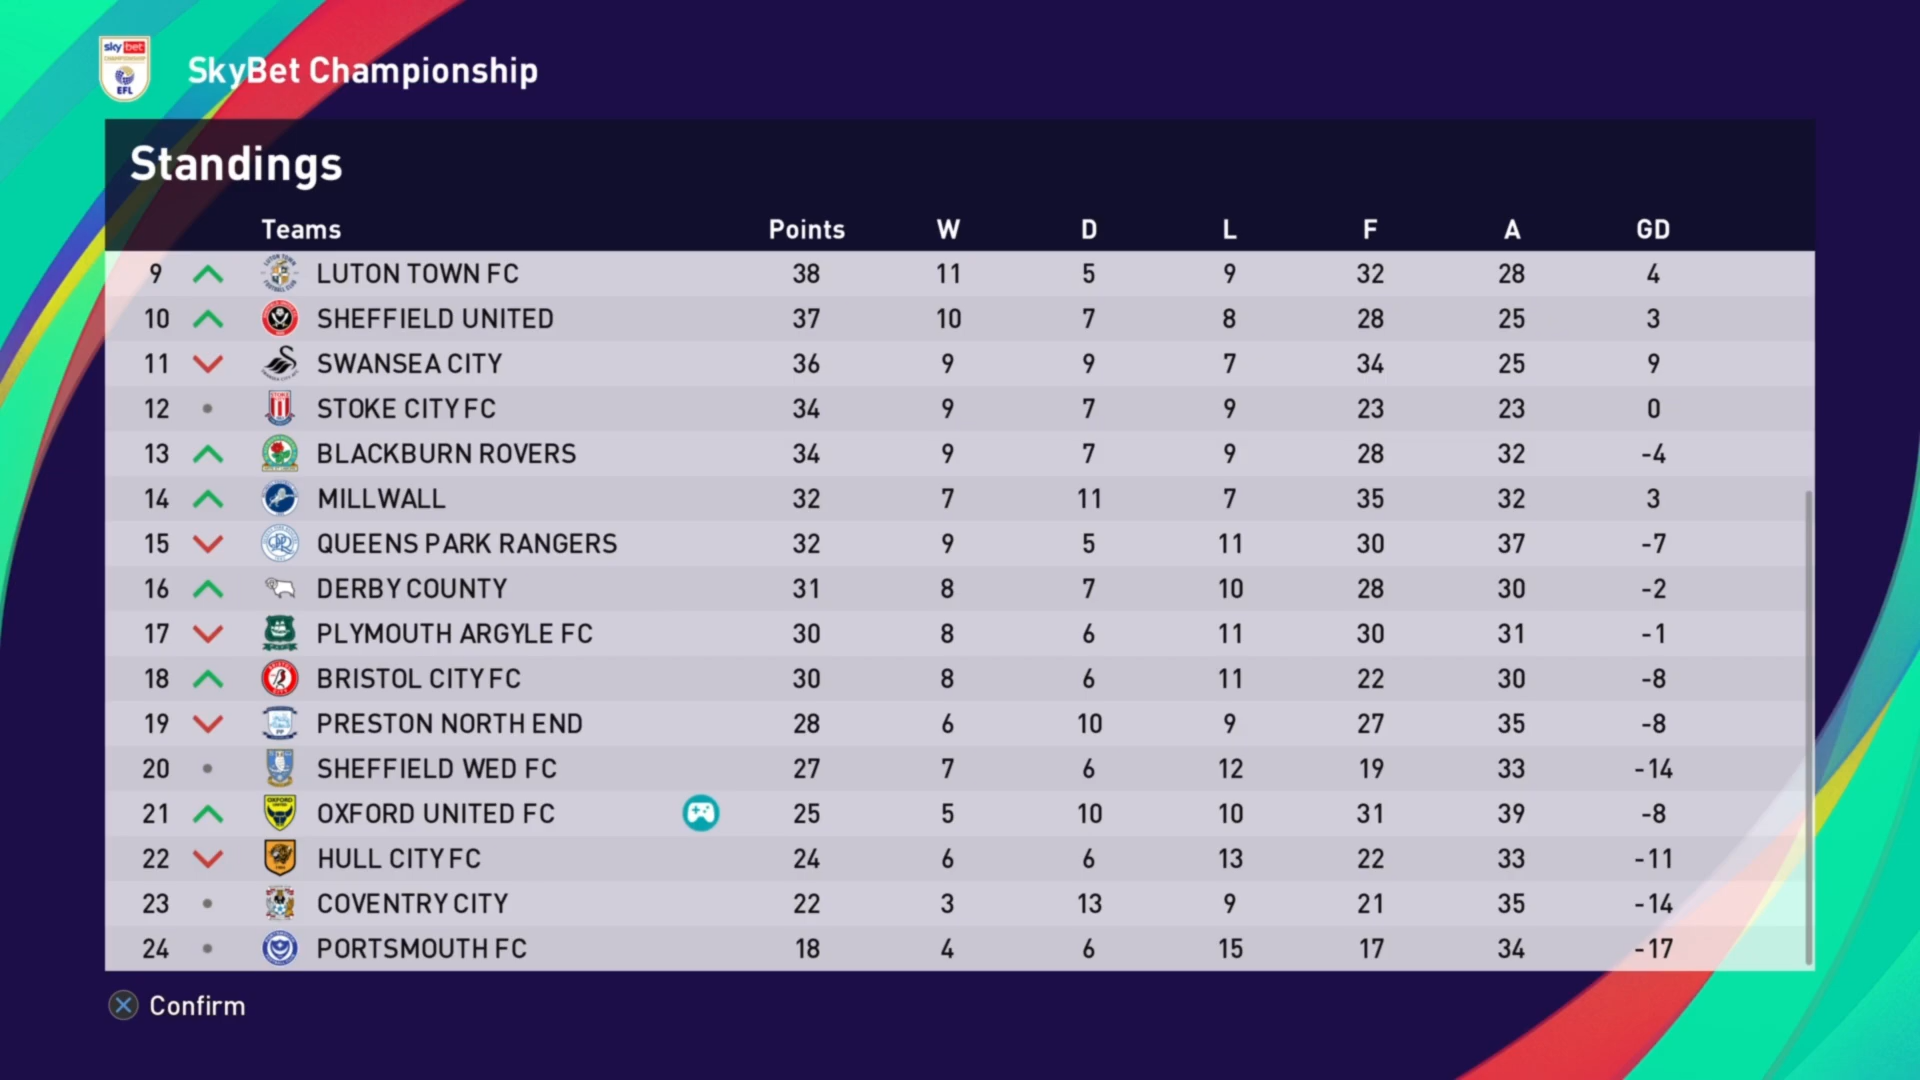 sky bet
EFL
SkyBet Championship
Standings
Teams Points W D L F A GD
9 LUTON TOWN FC 38 11 5 9 32 28 4
10 SHEFFIELD UNITED 37 10 7 8 28 25 3
11 SWANSEA CITY 36 9 9 7 34 25 9
12 STOKE CITY FC 34 9 7 9 23 23 0
13 BLACKBURN ROVERS 34 9 7 9 28 32 -4
14 MILLWALL 32 7 11 7 35 32 3
15 QUEENS PARK RANGERS 32 9 5 11 30 37 -7
16 DERBY COUNTY 31 8 7 10 28 30 -2
17 PLYMOUTH ARGYLE FC 30 8 6 11 30 31 -1
18 BRISTOL CITY FC 30 8 6 11 22 30 -8
19 PRESTON NORTH END 28 6 10 9 27 35 -8
20 SHEFFIELD WED FC 27 7 6 12 19 33 -14
21 OXFORD UNITED FC 25 5 10 10 31 39 -8
22 HULL CITY FC 24 6 6 13 22 33 -11
23 COVENTRY CITY 22 3 13 9 21 35 -14
24 PORTSMOUTH FC 18 4 6 15 17 34 -17
Confirm